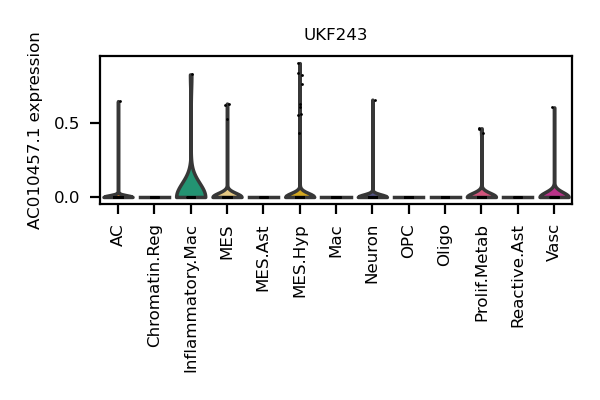 UKF243
AC010457.1 expression
0.5
0.0
AC
Chromatin.Reg
Inflammatory.Mac
MES
MES.Ast
MES.Hyp
Mac
Neuron
OPC
Oligo
Prolif.Metab
Reactive.Ast
Vasc